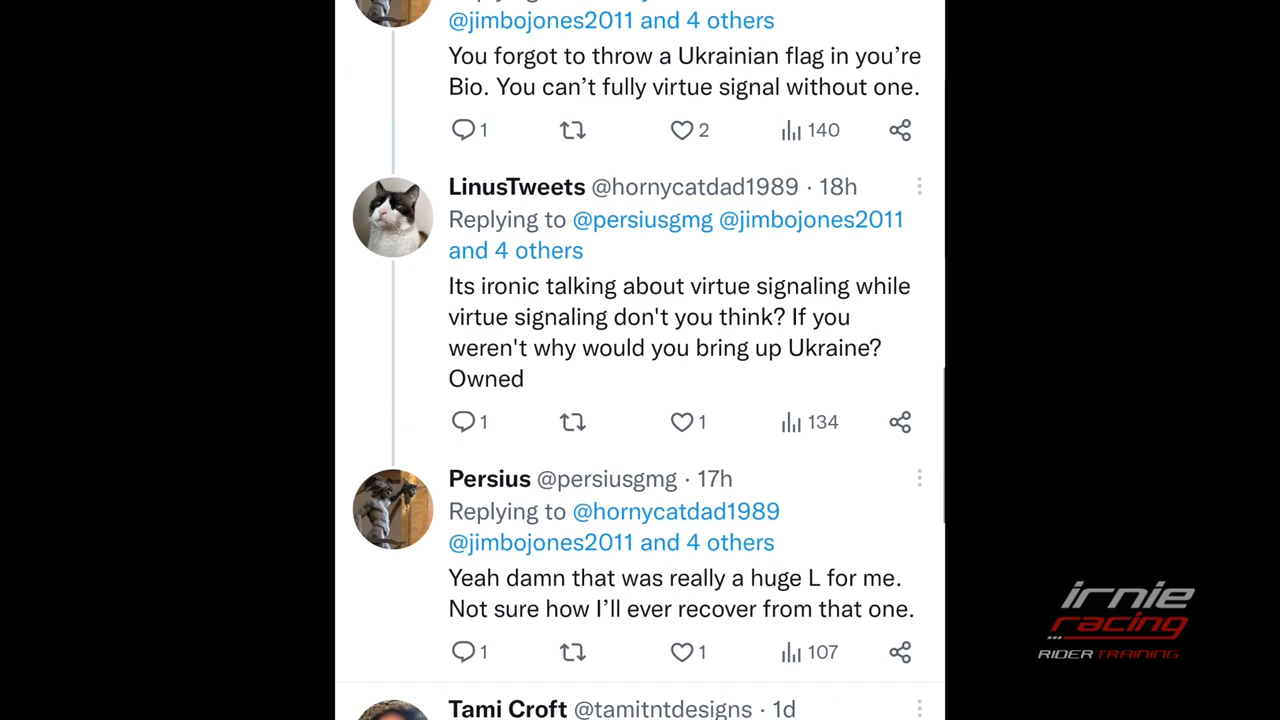 @jimbojones2011 and 4 others
You forgot to throw a Ukrainian flag in you’re
Bio. You can’t fully virtue signal without one.
1 2 140
LinusTweets @hornycatdad1989 · 18h
Replying to @persiusgmg @jimbojones2011
and 4 others
Its ironic talking about virtue signaling while
virtue signaling don't you think? If you
weren't why would you bring up Ukraine?
Owned
1 1 134
Persius @persiusgmg · 17h
Replying to @hornycatdad1989
@jimbojones2011 and 4 others
Yeah damn that was really a huge L for me.
Not sure how I’ll ever recover from that one.
1 1 107
Tami Croft @tamitntdesigns · 1d
irnie
racing
RIDER TRAINING